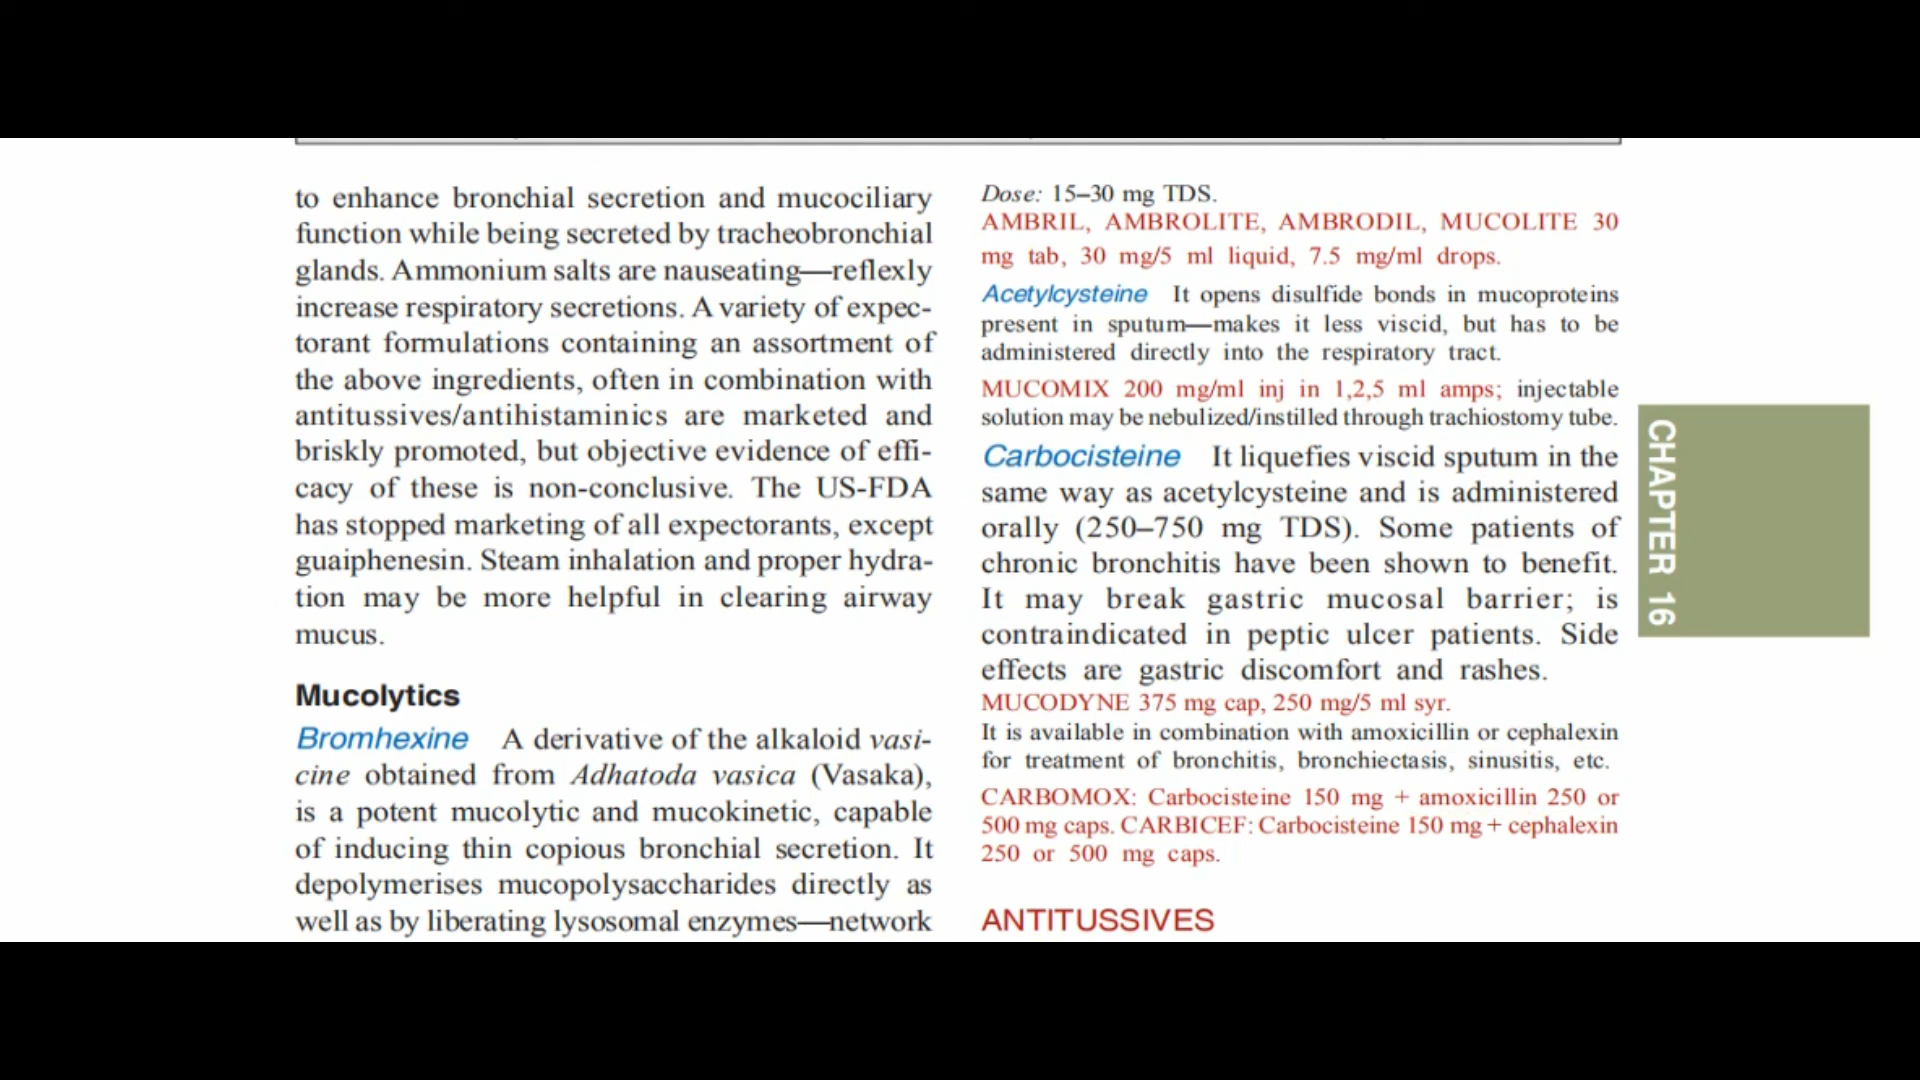 to enhance bronchial secretion and mucociliary
function while being secreted by tracheobronchial
glands. Ammonium salts are nauseating—reflexly
increase respiratory secretions. A variety of expec-
torant formulations containing an assortment of
the above ingredients, often in combination with
antitussives/antihistaminics are marketed and
briskly promoted, but objective evidence of effi-
cacy of these is non-conclusive. The US-FDA
has stopped marketing of all expectorants, except
guaiphenesin. Steam inhalation and proper hydra-
tion may be more helpful in clearing airway
mucus.
Mucolytics
Bromhexine A derivative of the alkaloid vasi-
cine obtained from Adhatoda vasica (Vasaka),
is a potent mucolytic and mucokinetic, capable
of inducing thin copious bronchial secretion. It
depolymerises mucopolysaccharides directly as
well as by liberating lysosomal enzymes—network
Dose: 15–30 mg TDS.
AMBRIL, AMBROLITE, AMBRODIL, MUCOLITE 30
mg tab, 30 mg/5 ml liquid, 7.5 mg/ml drops.
Acetylcysteine It opens disulfide bonds in mucoproteins
present in sputum—makes it less viscid, but has to be
administered directly into the respiratory tract.
MUCOMIX 200 mg/ml inj in 1,2,5 ml amps; injectable
solution may be nebulized/instilled through trachiostomy tube.
Carbocisteine It liquefies viscid sputum in the
same way as acetylcysteine and is administered
orally (250–750 mg TDS). Some patients of
chronic bronchitis have been shown to benefit.
It may break gastric mucosal barrier; is
contraindicated in peptic ulcer patients. Side
effects are gastric discomfort and rashes.
MUCODYNE 375 mg cap, 250 mg/5 ml syr.
It is available in combination with amoxicillin or cephalexin
for treatment of bronchitis, bronchiectasis, sinusitis, etc.
CARBOMOX: Carbocisteine 150 mg + amoxicillin 250 or
500 mg caps. CARBICEF: Carbocisteine 150 mg + cephalexin
250 or 500 mg caps.
ANTITUSSIVES
CHAPTER 16